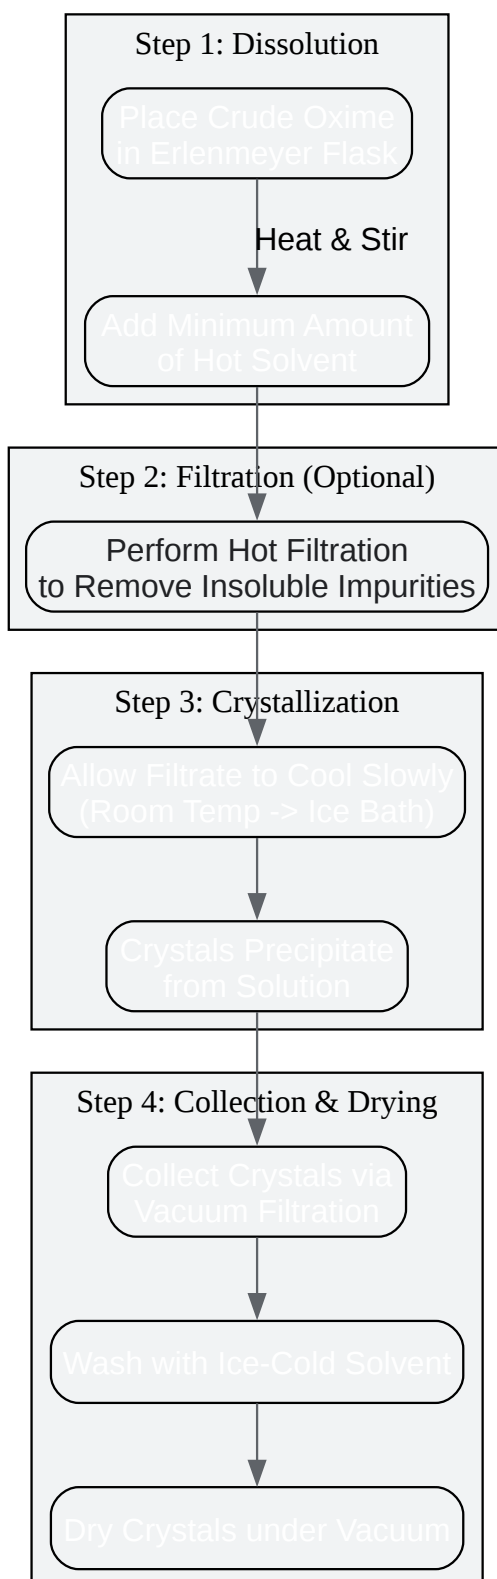 Step 1: Dissolution
Place Crude Oxime
in Erlenmeyer Flask
Heat & Stir
Add Minimum Amount
of Hot Solvent
Step 2: Filtration (Optional)
Perform Hot Filtration
to Remove Insoluble Impurities
Step 3: Crystallization
Allow Filtrate to Cool Slowly
(Room Temp -> Ice Bath)
Crystals Precipitate
from Solution
Step 4: Collection & Drying
Collect Crystals via
Vacuum Filtration
Wash with Ice-Cold Solvent
Dry Crystals under Vacuum